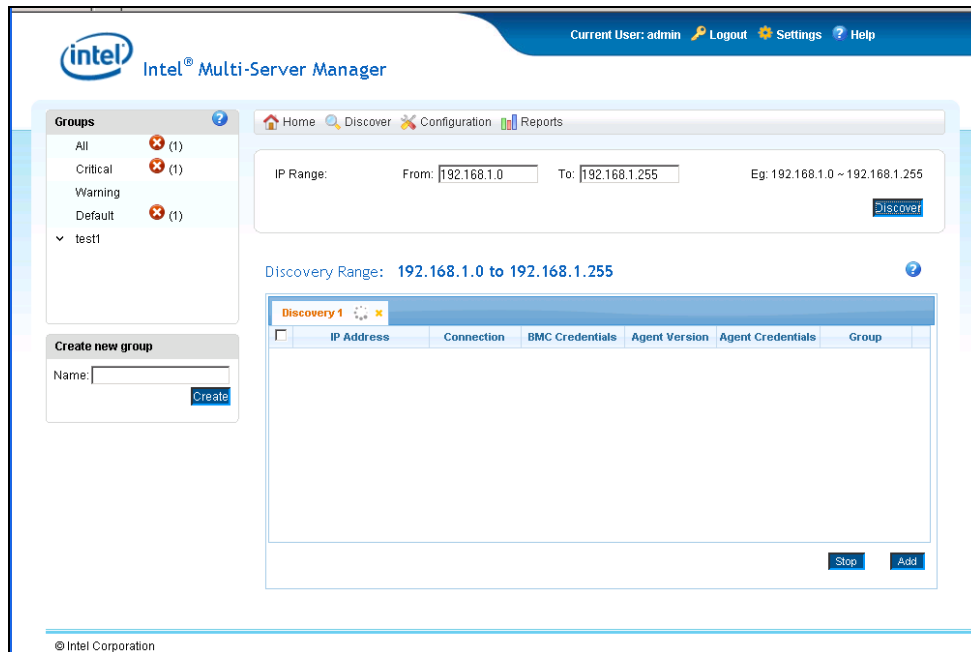 Current User: admin Logout Settings ? Help
intel Intel® Multi-Server Manager
Groups ?
All (1)
Critical (1)
Warning
Default (1)
test1
Create new group
Name:
Create
Home Discover Configuration Reports
IP Range: From: 192.168.1.0 To: 192.168.1.255 Eg: 192.168.1.0 ~ 192.168.1.255
Discover
Discovery Range: 192.168.1.0 to 192.168.1.255 ?
Discovery 1
IP Address Connection BMC Credentials Agent Version Agent Credentials Group
Stop Add
© Intel Corporation